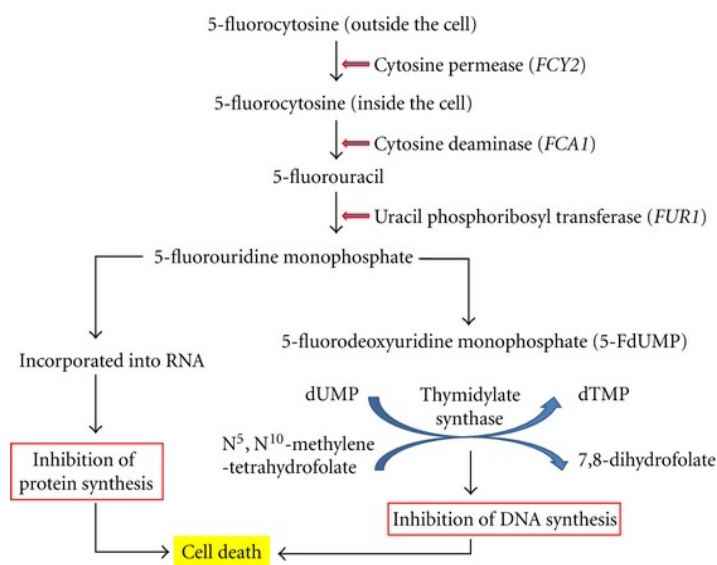 5-fluorocytosine (outside the cell)
Cytosine permease (FCY2)
5-fluorocytosine (inside the cell)
Cytosine deaminase (FCA1)
5-fluorouracil
Uracil phosphoribosyl transferase (FUR1)
5-fluorouridine monophosphate
5-fluorodeoxyuridine monophosphate (5-FdUMP)
Incorporated into RNA
dUMP
Thymidylate
synthase
dTMP
N⁵, N¹⁰-methylene
-tetrahydrofolate
7,8-dihydrofolate
Inhibition of
protein synthesis
Inhibition of DNA synthesis
Cell death